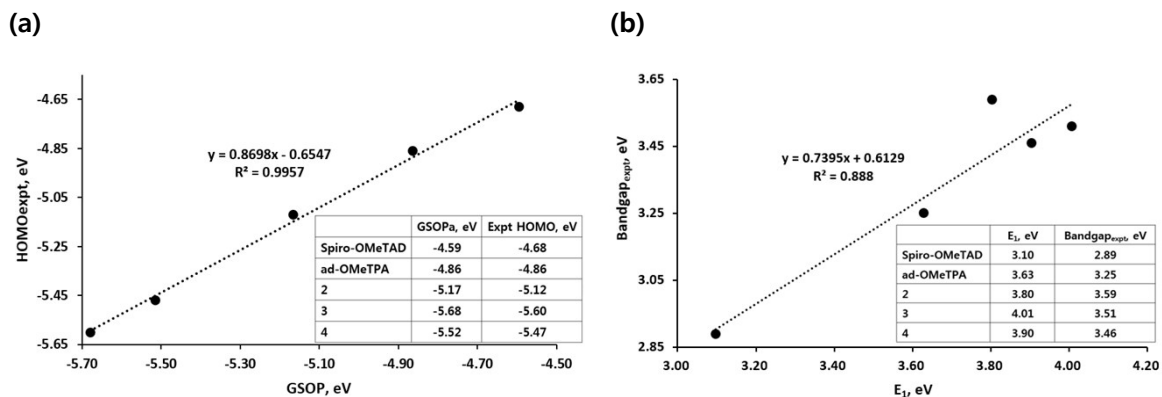 (a)
-4.65
-4.85
-5.05
-5.25
-5.45
-5.65
HOMOexpt, eV
y = 0.8698x - 0.6547
R² = 0.9957
GSOPa, eV Expt HOMO, eV
Spiro-OMeTAD -4.59 -4.68
ad-OMeTPA -4.86 -4.86
2 -5.17 -5.12
3 -5.68 -5.60
4 -5.52 -5.47
-5.70 -5.50 -5.30 -5.10 -4.90 -4.70 -4.50
GSOP, eV
(b)
3.65
3.45
3.25
3.05
2.85
Bandgapexpt, eV
y = 0.7395x + 0.6129
R² = 0.888
E1, eV Bandgapexpt, eV
Spiro-OMeTAD 3.10 2.89
ad-OMeTPA 3.63 3.25
2 3.80 3.59
3 4.01 3.51
4 3.90 3.46
3.00 3.20 3.40 3.60 3.80 4.00 4.20
E1, eV